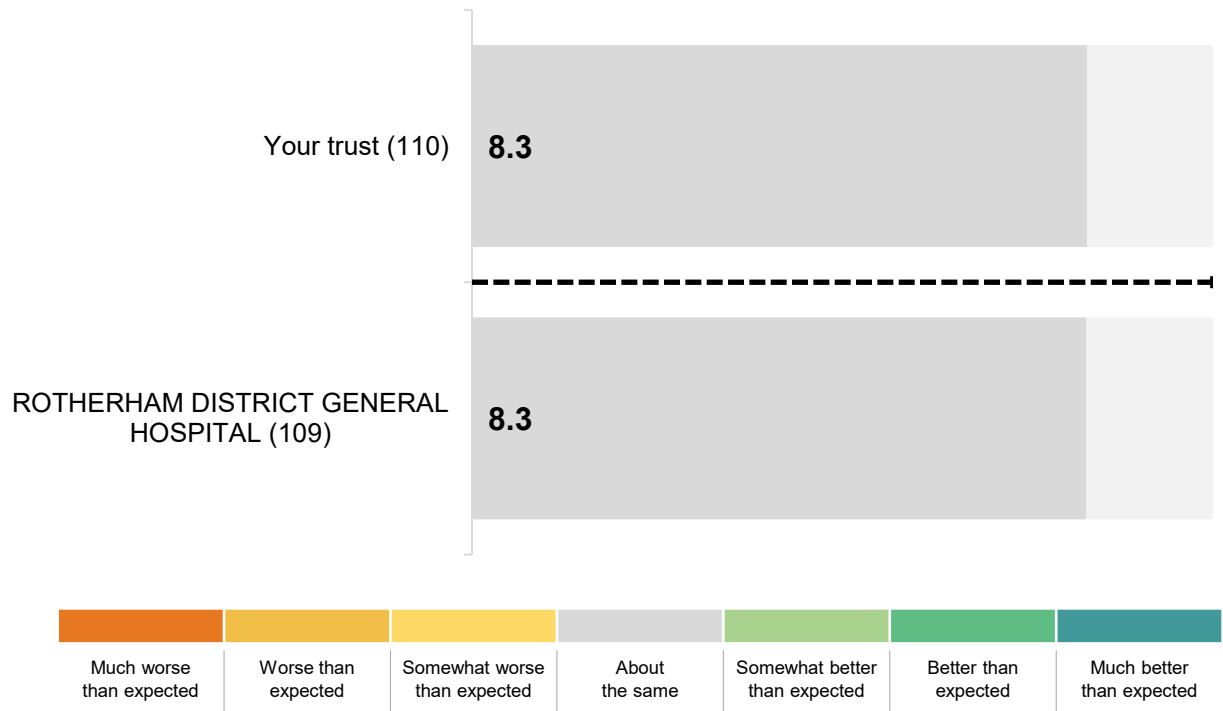 Your trust (110)
8.3
ROTHERHAM DISTRICT GENERAL
HOSPITAL (109)
8.3
Much worse
than expected
Worse than
expected
Somewhat worse
than expected
About
the same
Somewhat better
than expected
Better than
expected
Much better
than expected